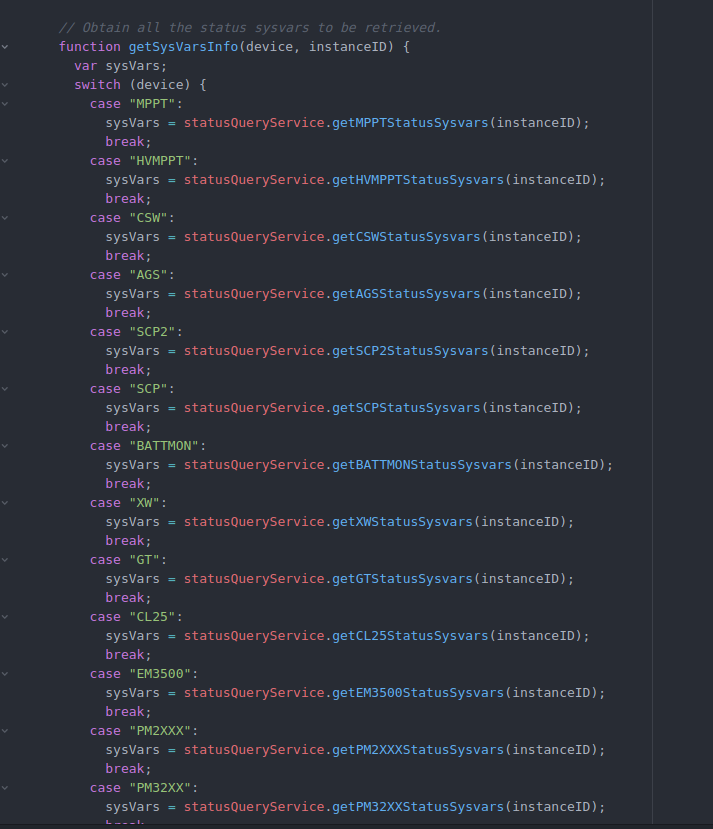 // Obtain all the status sysvars to be retrieved.
function getSysVarsInfo(device, instanceID) {
var sysVars;
switch (device) {
case "MPPT":
sysVars = statusQueryService.getMPPTStatusSysvars(instanceID);
break;
case "HVMPPT":
sysVars = statusQueryService.getHVMPPTStatusSysvars(instanceID);
break;
case "CSW":
sysVars = statusQueryService.getCSWStatusSysvars(instanceID);
break;
case "AGS":
sysVars = statusQueryService.getAGSStatusSysvars(instanceID);
break;
case "SCP2":
sysVars = statusQueryService.getSCP2StatusSysvars(instanceID);
break;
case "SCP":
sysVars = statusQueryService.getSCPStatusSysvars(instanceID);
break;
case "BATTMON":
sysVars = statusQueryService.getBATTMONStatusSysvars(instanceID);
break;
case "XW":
sysVars = statusQueryService.getXWStatusSysvars(instanceID);
break;
case "GT":
sysVars = statusQueryService.getGTStatusSysvars(instanceID);
break;
case "CL25":
sysVars = statusQueryService.getCL25StatusSysvars(instanceID);
break;
case "EM3500":
sysVars = statusQueryService.getEM3500StatusSysvars(instanceID);
break;
case "PM2XXX":
sysVars = statusQueryService.getPM2XXXStatusSysvars(instanceID);
break;
case "PM32XX":
sysVars = statusQueryService.getPM32XXStatusSysvars(instanceID);